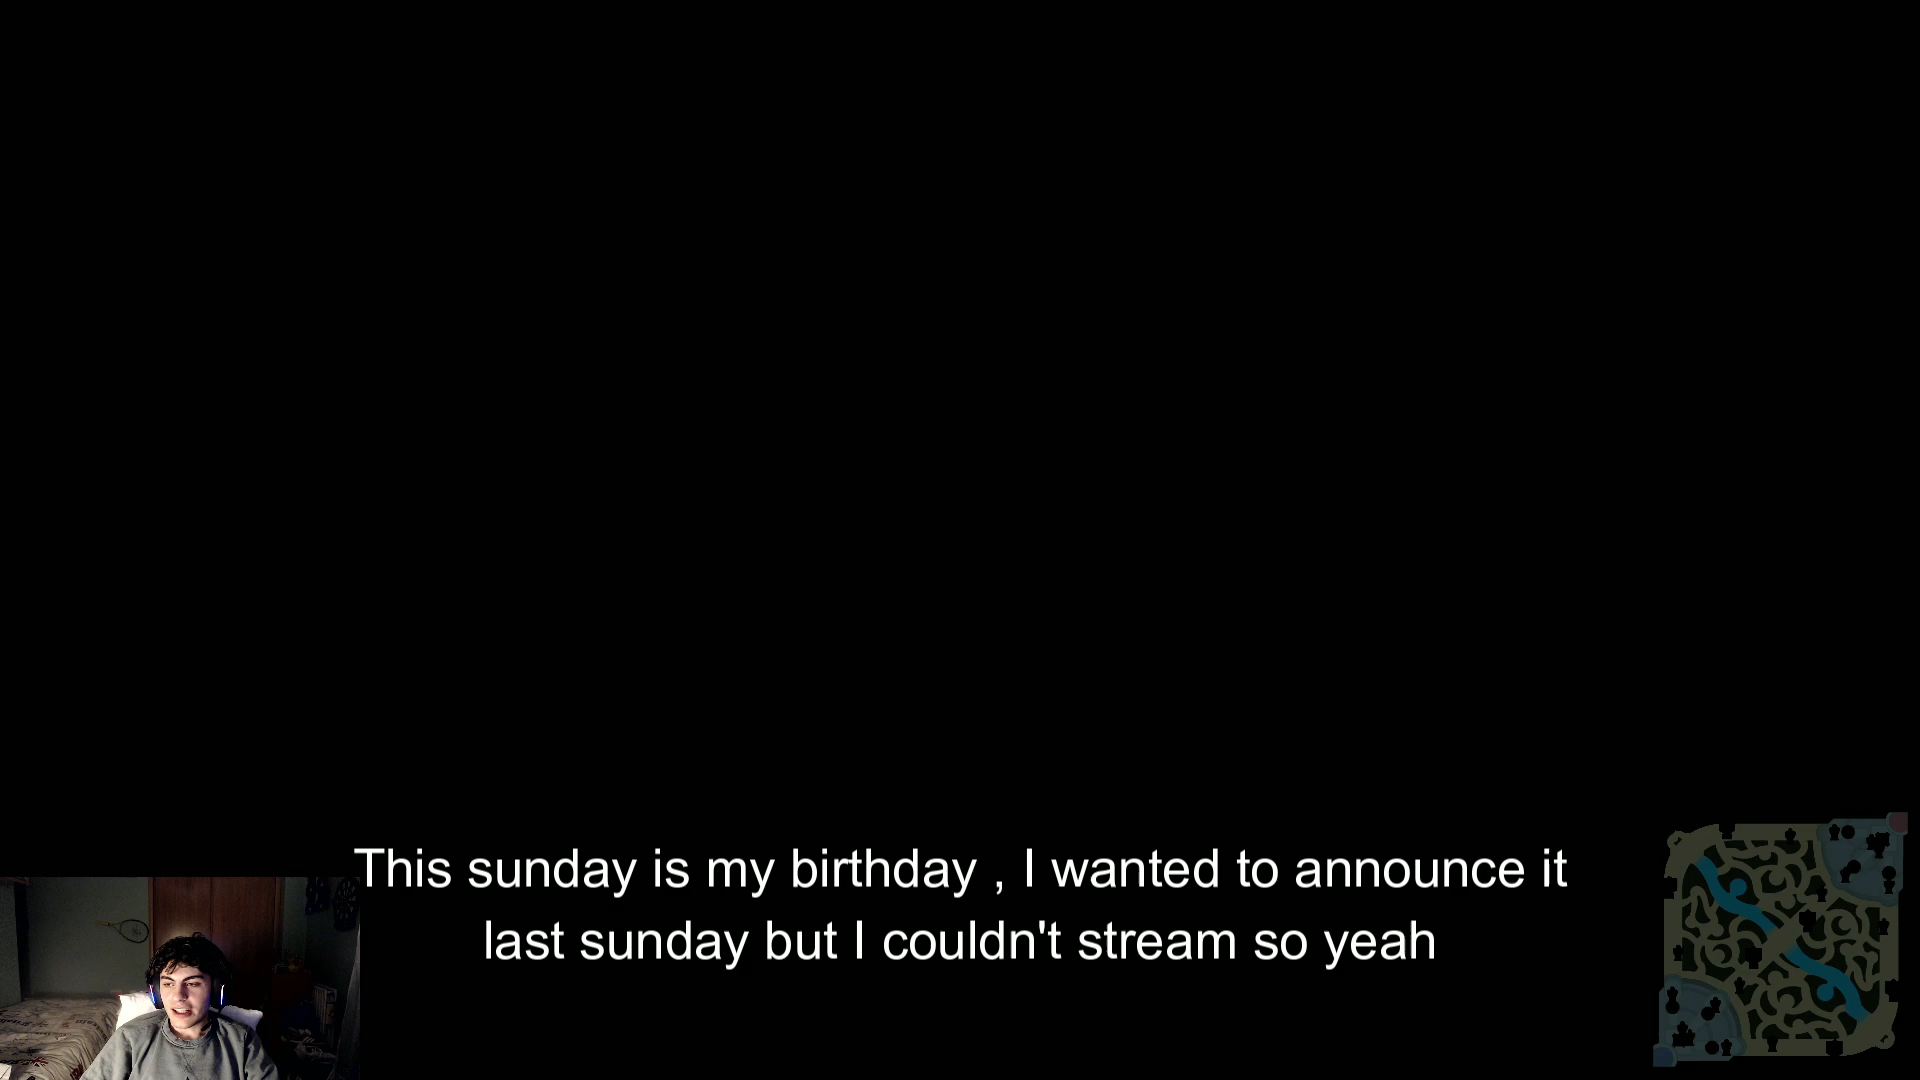 This sunday is my birthday , I wanted to announce it
last sunday but I couldn't stream so yeah